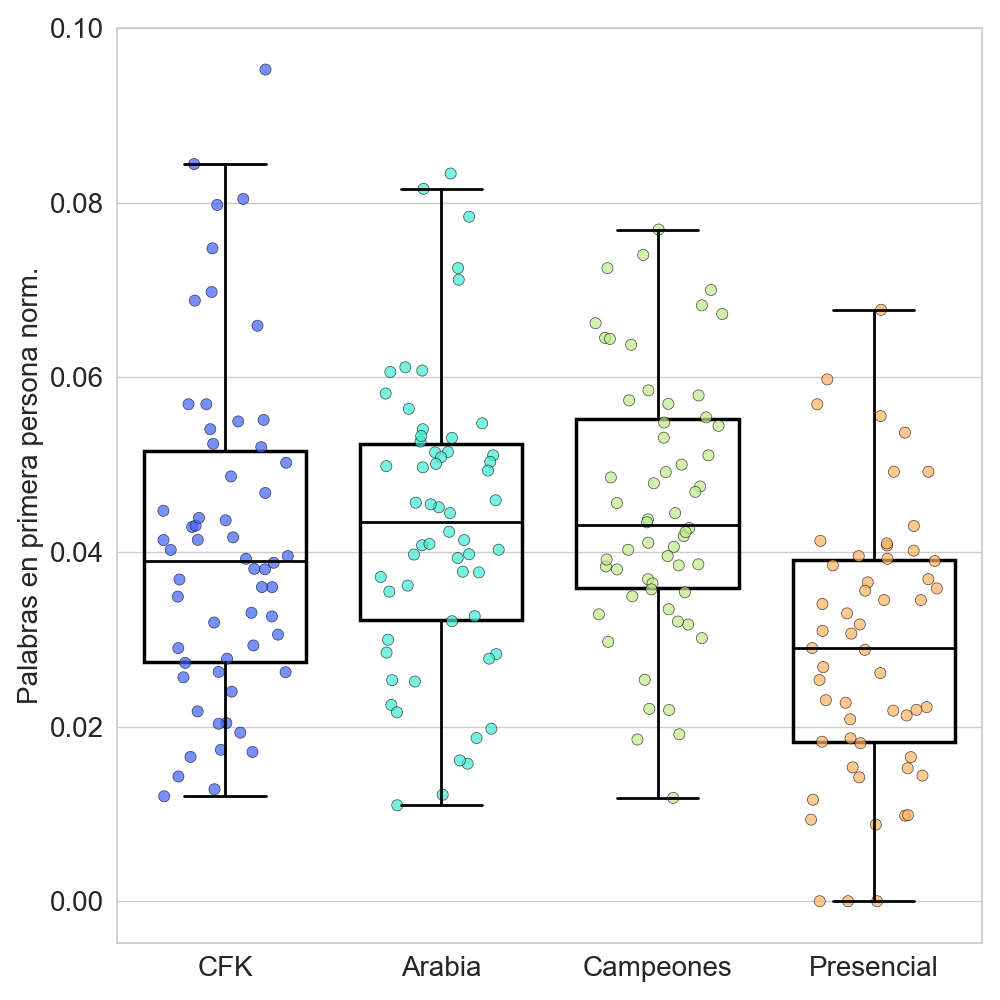 Palabras en primera persona norm.
0.10
0.08
0.06
0.04
0.02
0.00
CFK
Arabia
Campeones
Presencial